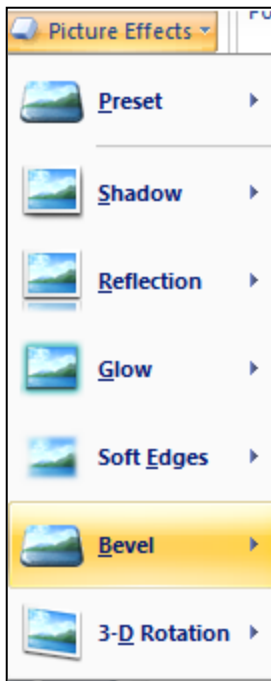 Picture Effects
Preset
Shadow
Reflection
Glow
Soft Edges
Bevel
3-D Rotation